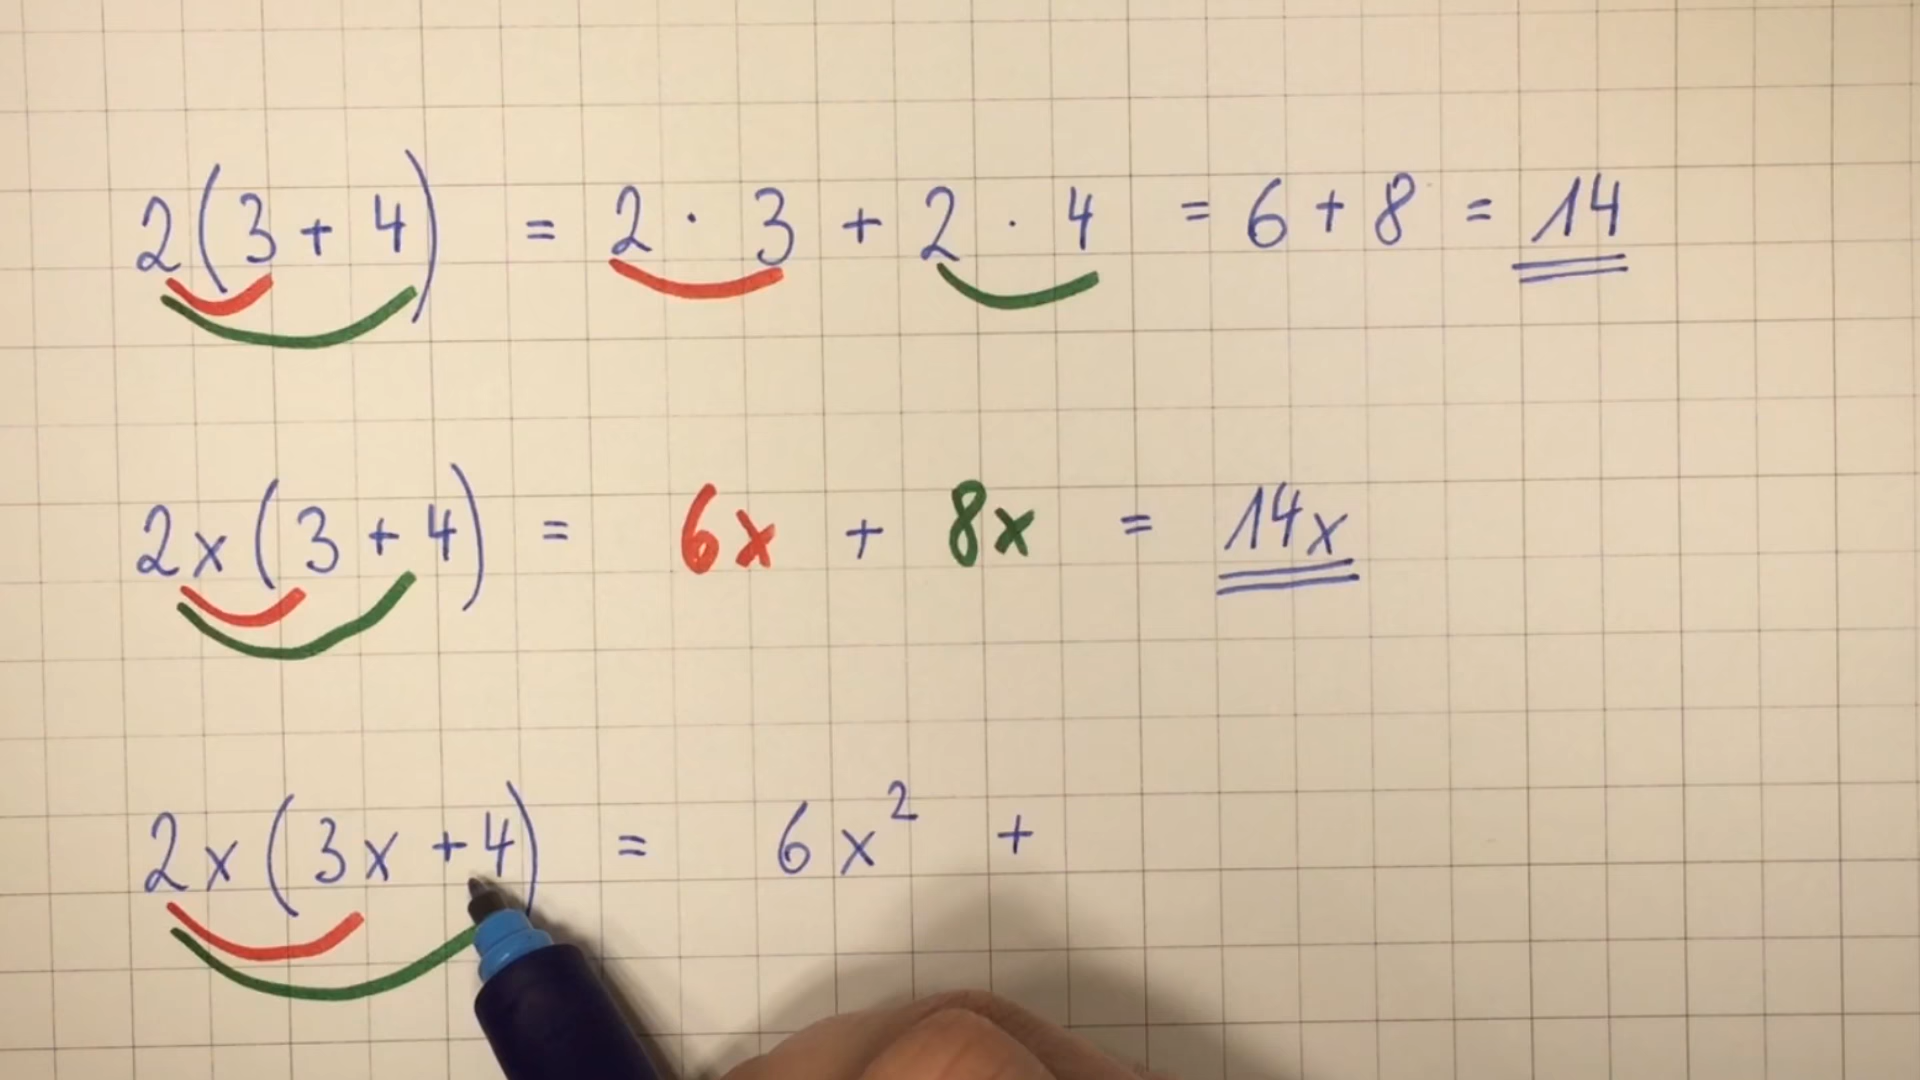 2(3 + 4) = 2 · 3 + 2 · 4 = 6 + 8 = 14
2x(3 + 4) = 6x + 8x = 14x
2x(3x + 4) = 6x² +